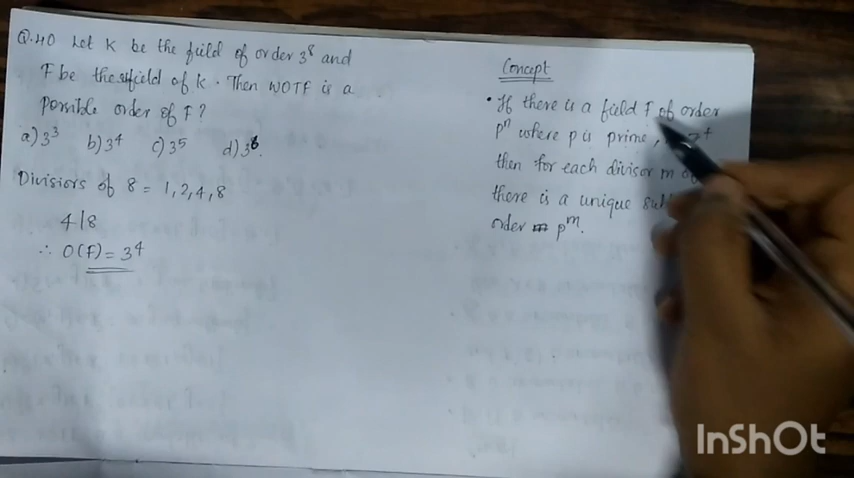 Q.40 Let K be the field of order 3⁸ and
F be the sfield of K. Then WOTF is a
possible order of F?
a) 3³ b) 3⁴ c) 3⁵ d) 3⁶.
Divisiors of 8 = 1, 2, 4, 8
4|8
∴ O(F) = 3⁴
Concept
• If there is a field F of order
pⁿ where p is prime,
then for each divisor m of
there is a unique
order pᵐ.
InShOt